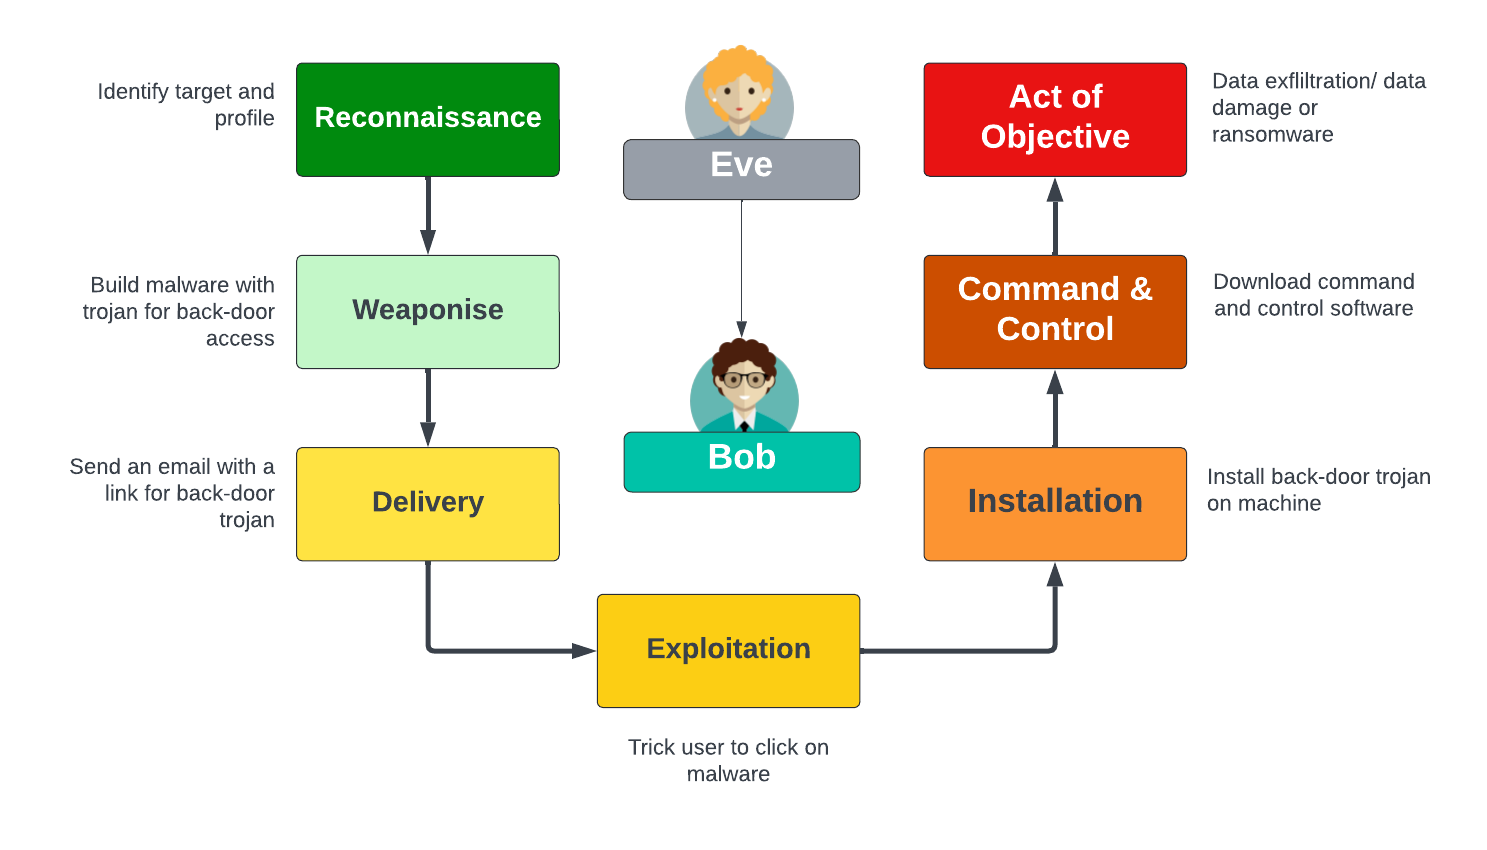 Identify target and
profile
Reconnaissance
Eve
Act of
Objective
Data exfliltration/ data
damage or
ransomware
Build malware with
trojan for back-door
access
Weaponise
Command &
Control
Download command
and control software
Send an email with a
link for back-door
trojan
Delivery
Bob
Installation
Install back-door trojan
on machine
Exploitation
Trick user to click on
malware